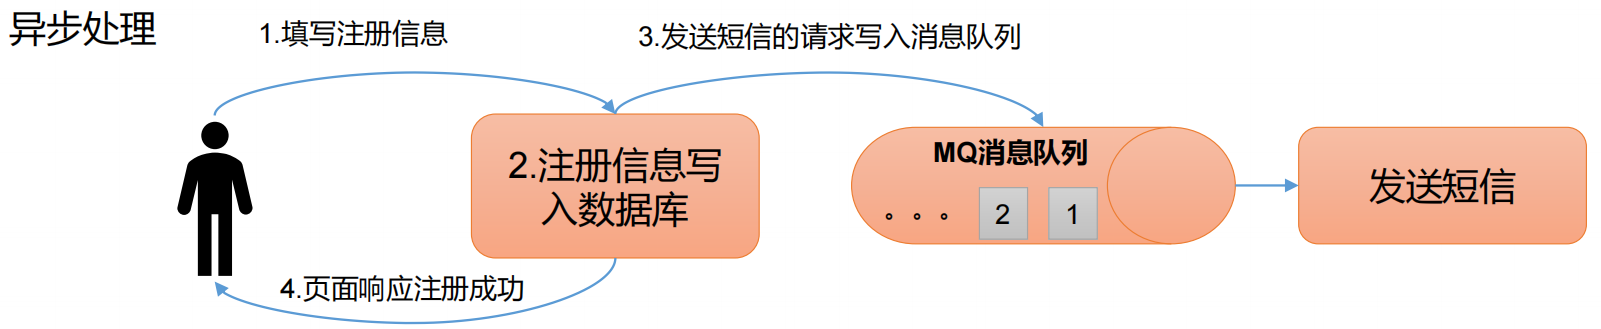 异步处理
1.填写注册信息
3.发送短信的请求写入消息队列
2.注册信息写
入数据库
MQ消息队列
。。。 2 1
发送短信
4.页面响应注册成功